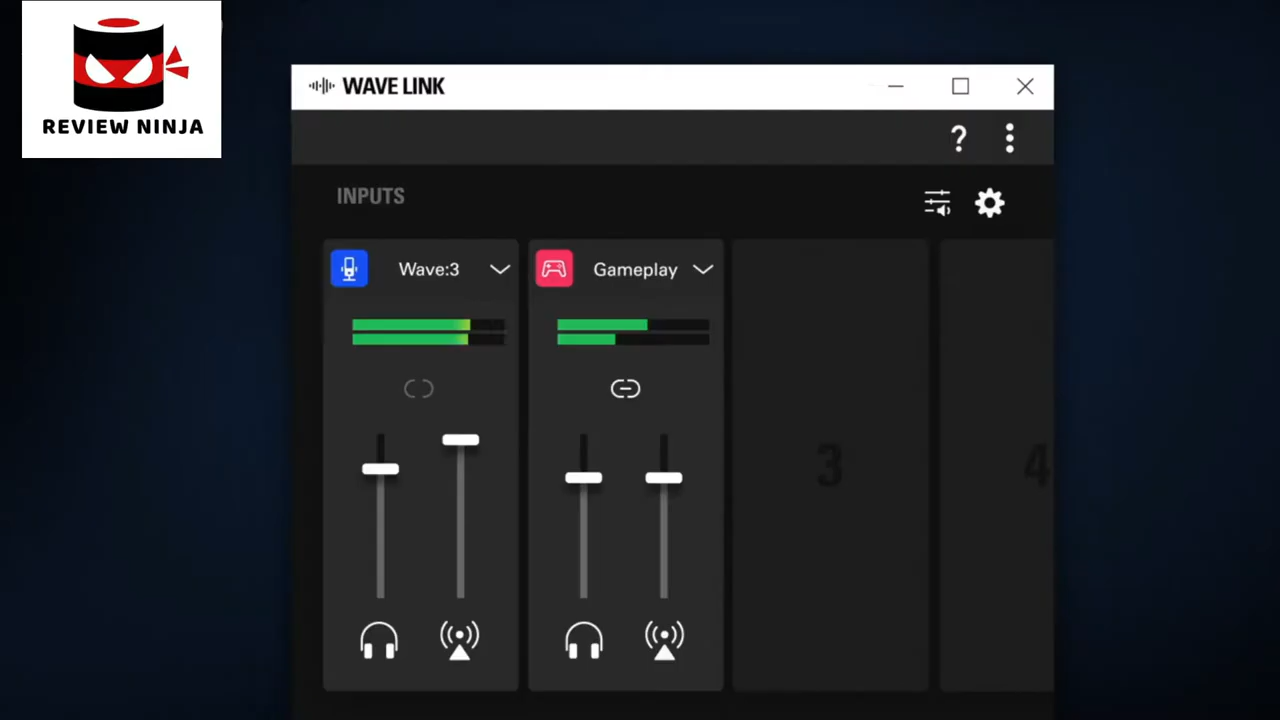 REVIEW NINJA
WAVE LINK
?
INPUTS
Wave:3
Gameplay
3
4